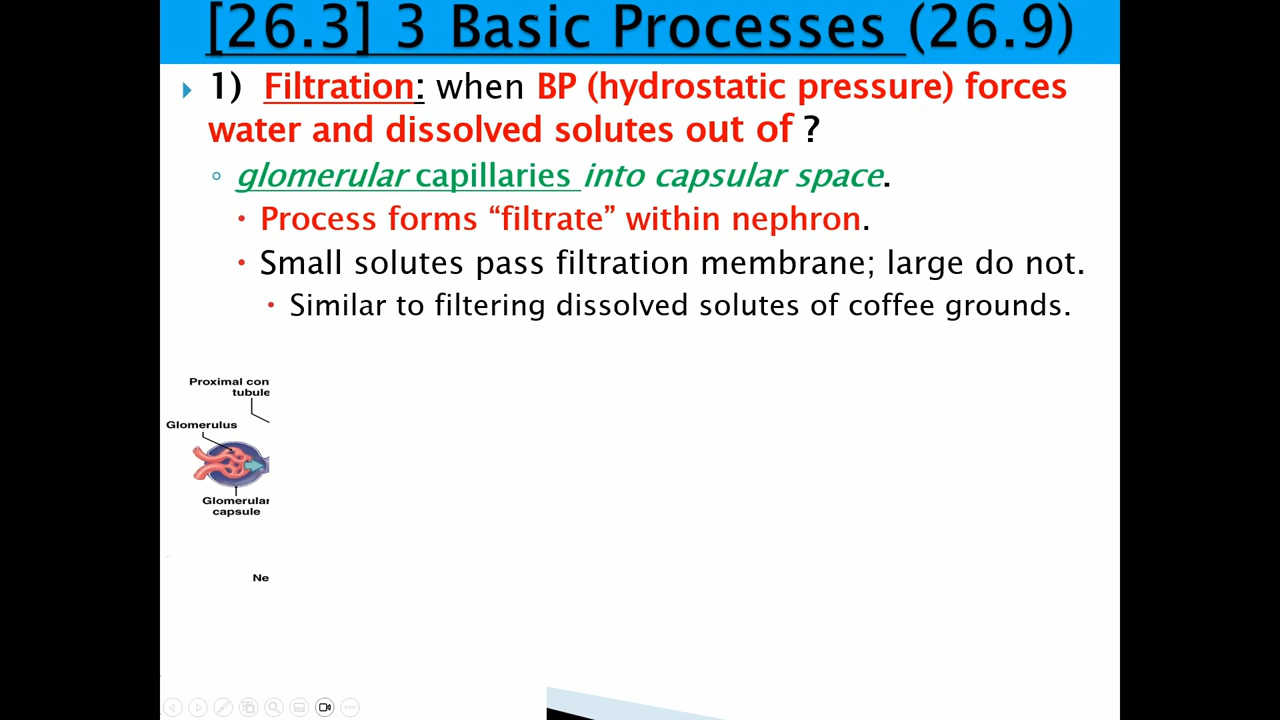 [26.3] 3 Basic Processes (26.9)
1) Filtration: when BP (hydrostatic pressure) forces
water and dissolved solutes out of ?
glomerular capillaries into capsular space.
Process forms “filtrate” within nephron.
Small solutes pass filtration membrane; large do not.
Similar to filtering dissolved solutes of coffee grounds.
Proximal con
tubule
Glomerulus
Glomerular
capsule
Ne